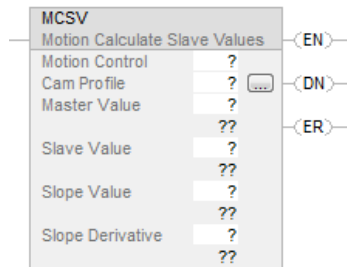 MCSV
Motion Calculate Slave Values
EN
Motion Control ?
Cam Profile ? ...
DN
Master Value ?
??
ER
Slave Value ?
??
Slope Value ?
??
Slope Derivative ?
??